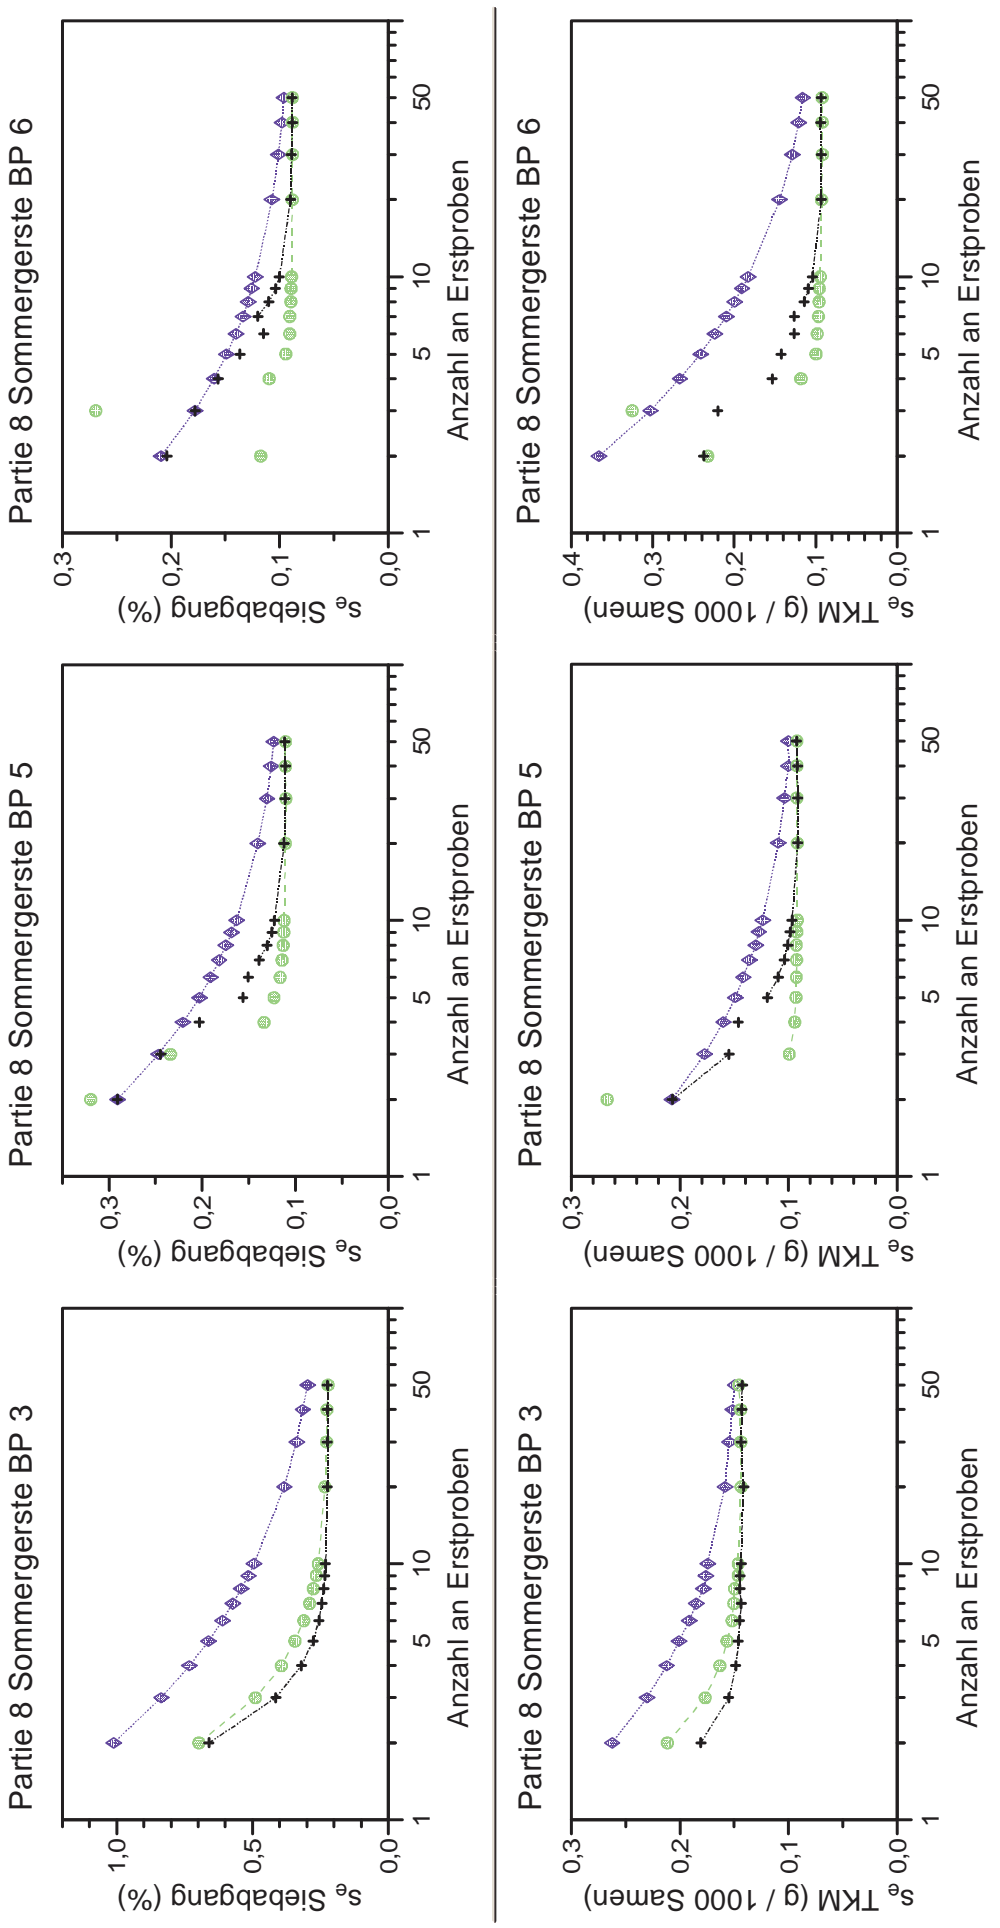 Partie 8 Sommergerste BP 3
s_e Siebabgang (%)
1,0
0,5
0,0
1 5 10 50
Anzahl an Erstproben
Partie 8 Sommergerste BP 5
s_e Siebabgang (%)
0,3
0,2
0,1
0,0
1 5 10 50
Anzahl an Erstproben
Partie 8 Sommergerste BP 6
s_e Siebabgang (%)
0,3
0,2
0,1
0,0
1 5 10 50
Anzahl an Erstproben
Partie 8 Sommergerste BP 3
s_e TKM (g / 1000 Samen)
0,3
0,2
0,1
0,0
1 5 10 50
Anzahl an Erstproben
Partie 8 Sommergerste BP 5
s_e TKM (g / 1000 Samen)
0,3
0,2
0,1
0,0
1 5 10 50
Anzahl an Erstproben
Partie 8 Sommergerste BP 6
s_e TKM (g / 1000 Samen)
0,4
0,3
0,2
0,1
0,0
1 5 10 50
Anzahl an Erstproben